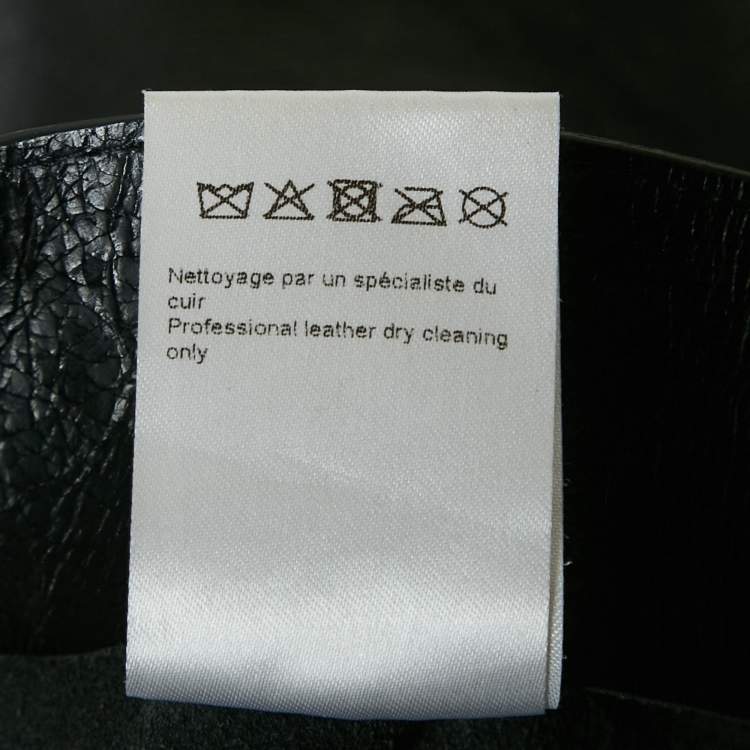 Nettoyage par un spécialiste du
cuir
Professional leather dry cleaning
only